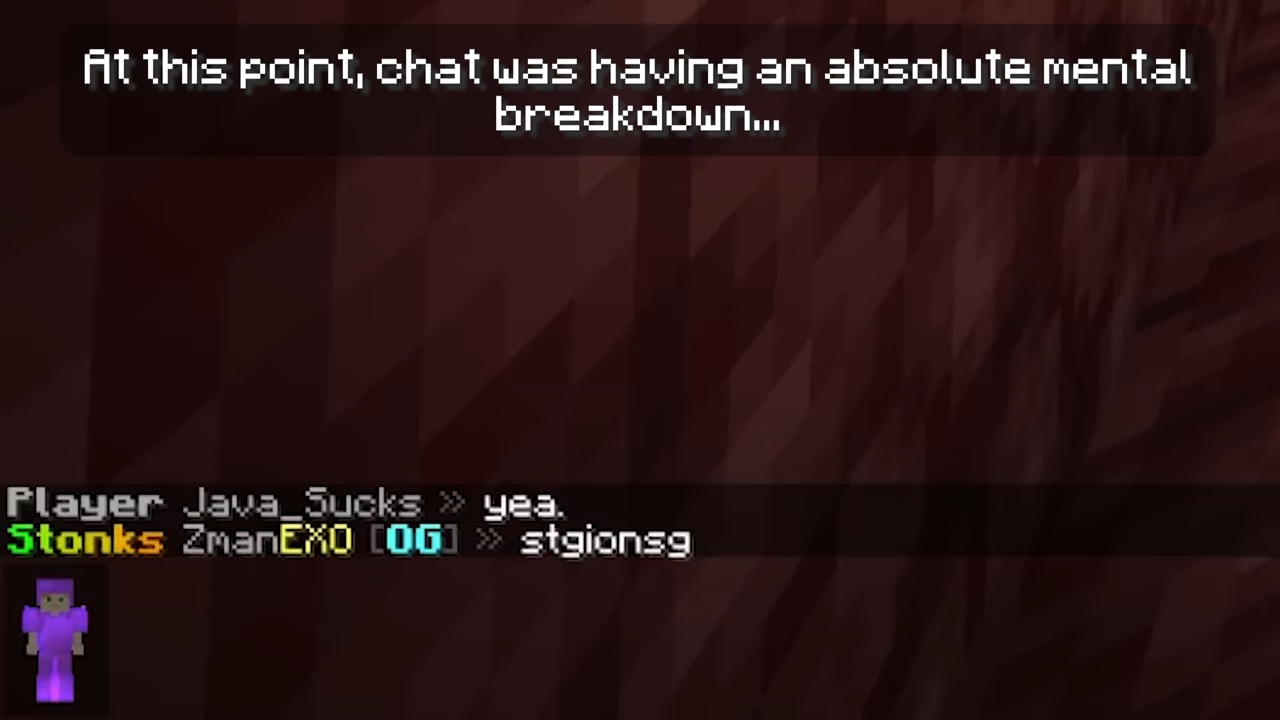 At this point, chat was having an absolute mental
breakdown...
Player Java_Sucks » yea.
Stonks ZmanEXO [OG] » stgionsg